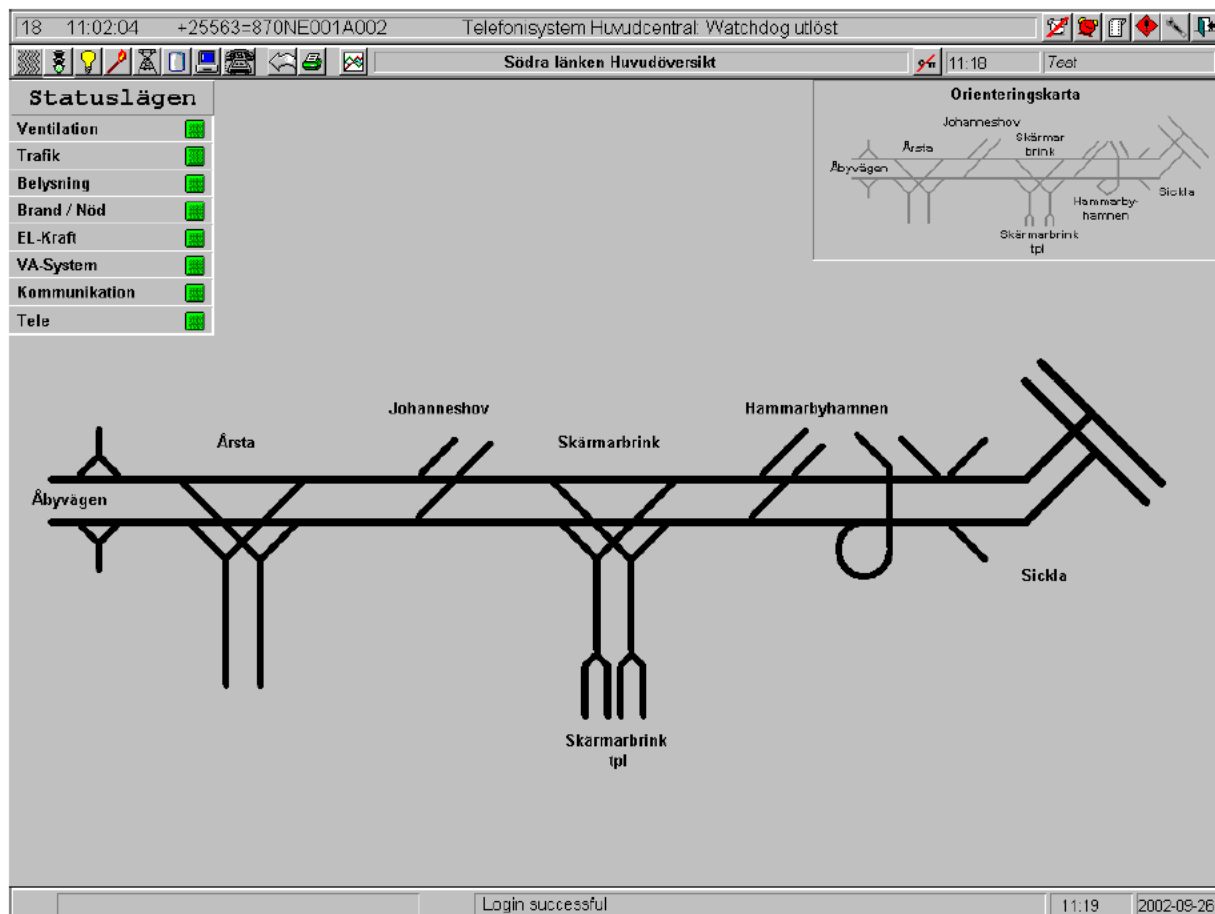 18 11:02:04 +25563=870NE001A002 Telefonisystem Huvudcentral: Watchdog utlöst
Södra länken Huvudöversikt 11:18 Test
Statuslägen
Ventilation
Trafik
Belysning
Brand / Nöd
EL-Kraft
VA-System
Kommunikation
Tele
Orienteringskarta
Johanneshov
Skärmar
brink
Årsta
Åbyvägen
Sickla
Hammarby-
hamnen
Skärmarbrink
tpl
Johanneshov
Hammarbyhamnen
Årsta
Skärmarbrink
Åbyvägen
Sickla
Skärmarbrink
tpl
Login successful 11:19 2002-09-26